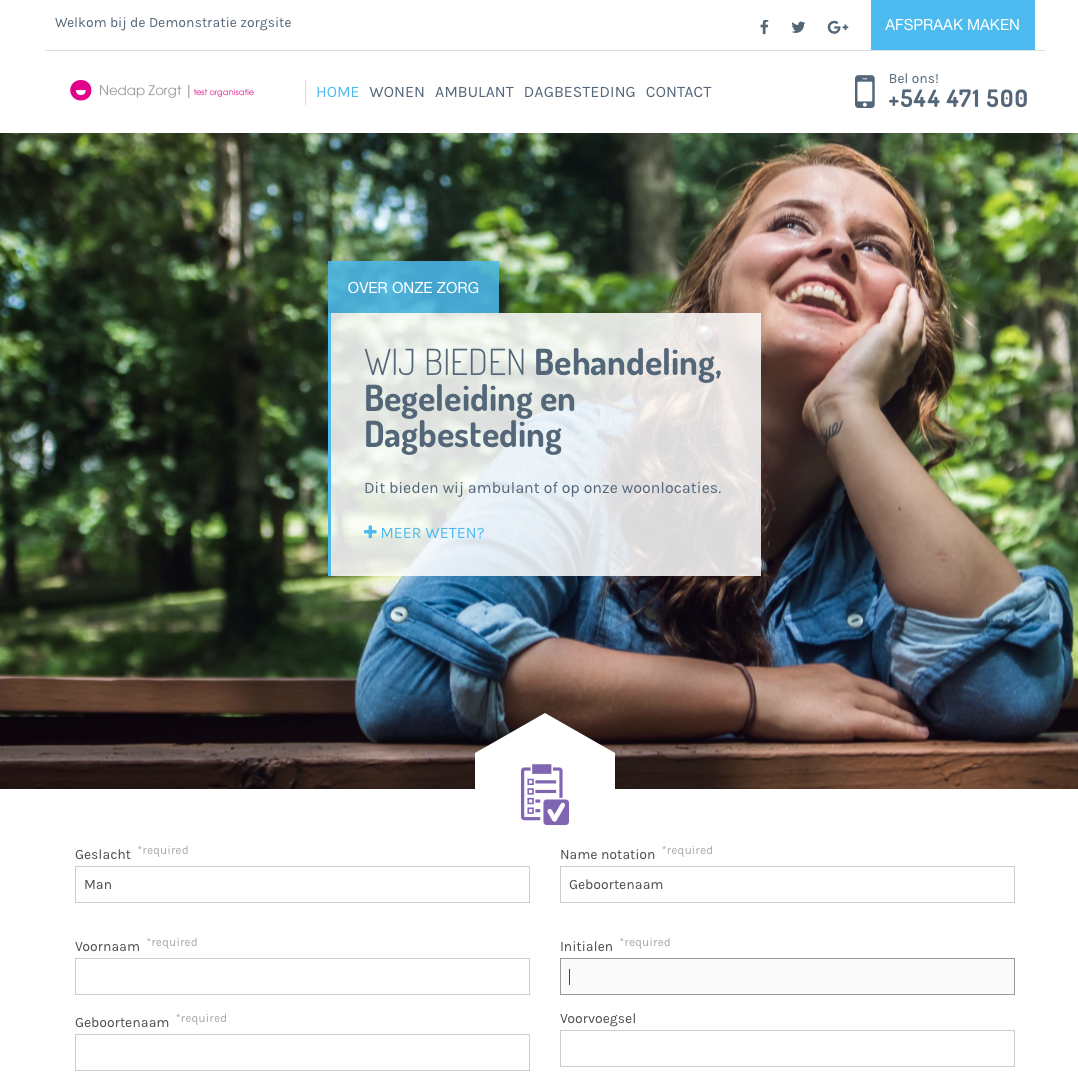 Welkom bij de Demonstratie zorgsite
AFSPRAAK MAKEN
Nedap Zorgt | test organisatie
HOME WONEN AMBULANT DAGBESTEDING CONTACT
Bel ons!
+544 471 500
OVER ONZE ZORG
WIJ BIEDEN Behandeling,
Begeleiding en
Dagbesteding
Dit bieden wij ambulant of op onze woonlocaties.
MEER WETEN?
Geslacht *required
Man
Name notation *required
Geboortenaam
Voornaam *required
Initialen *required
Geboortenaam *required
Voorvoegsel